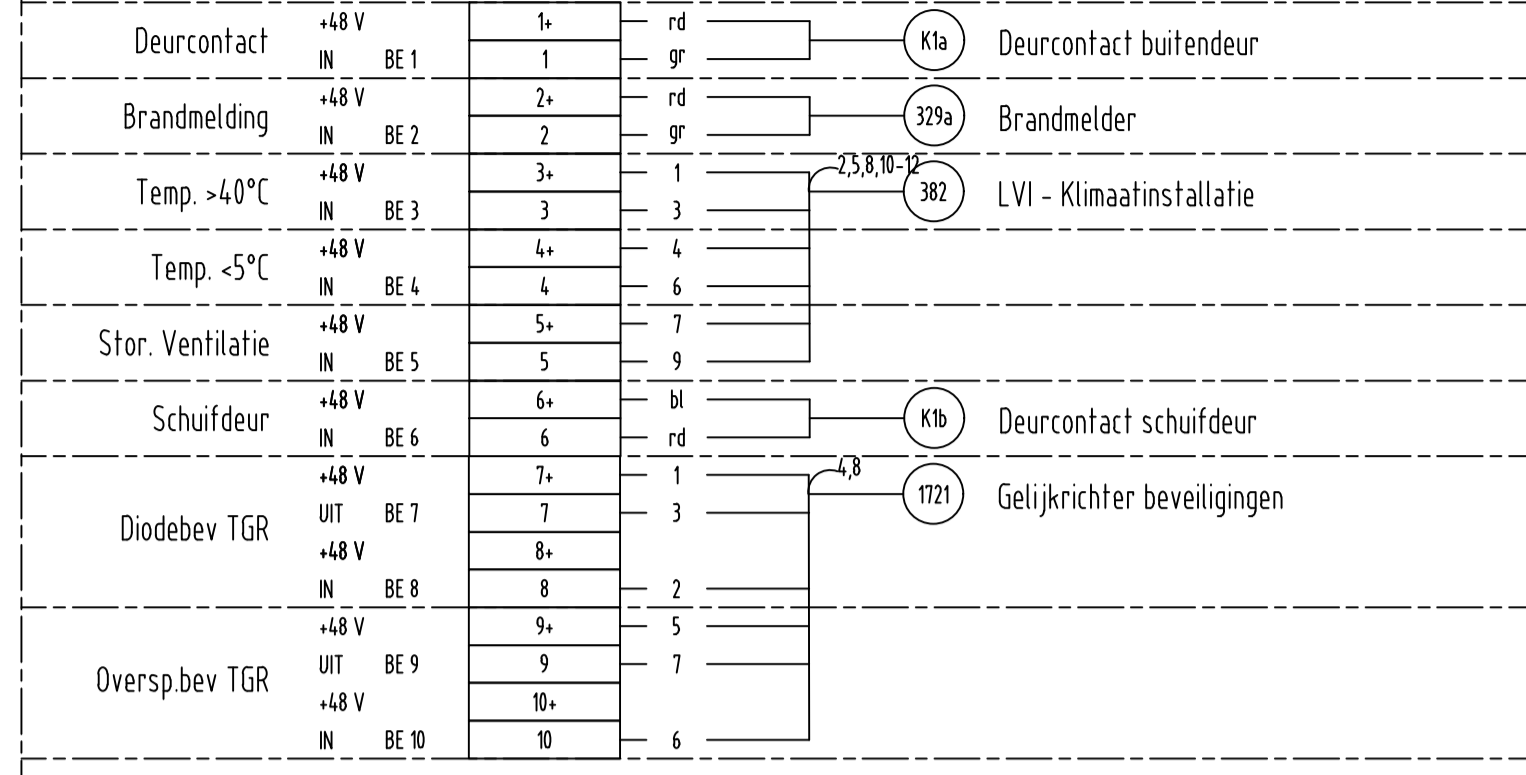 +48 V 1+ rd
Deurcontact K1a Deurcontact buitendeur
IN BE 1 1 gr
+48 V 2+ rd
Brandmelding 329a Brandmelder
IN BE 2 2 gr
+48 V 3+ 1 2,5,8,10-12
Temp. >40°C 382 LVI - Klimaatinstallatie
IN BE 3 3 3
+48 V 4+ 4
Temp. <5°C
IN BE 4 4 6
+48 V 5+ 7
Stor. Ventilatie
IN BE 5 5 9
+48 V 6+ bl
Schuifdeur K1b Deurcontact schuifdeur
IN BE 6 6 rd
+48 V 7+ 1 4,8
1721 Gelijkrichter beveiligingen
UIT BE 7 7 3
Diodebev TGR
+48 V 8+
IN BE 8 8 2
+48 V 9+ 5
UIT BE 9 9 7
Oversp.bev TGR
+48 V 10+
IN BE 10 10 6